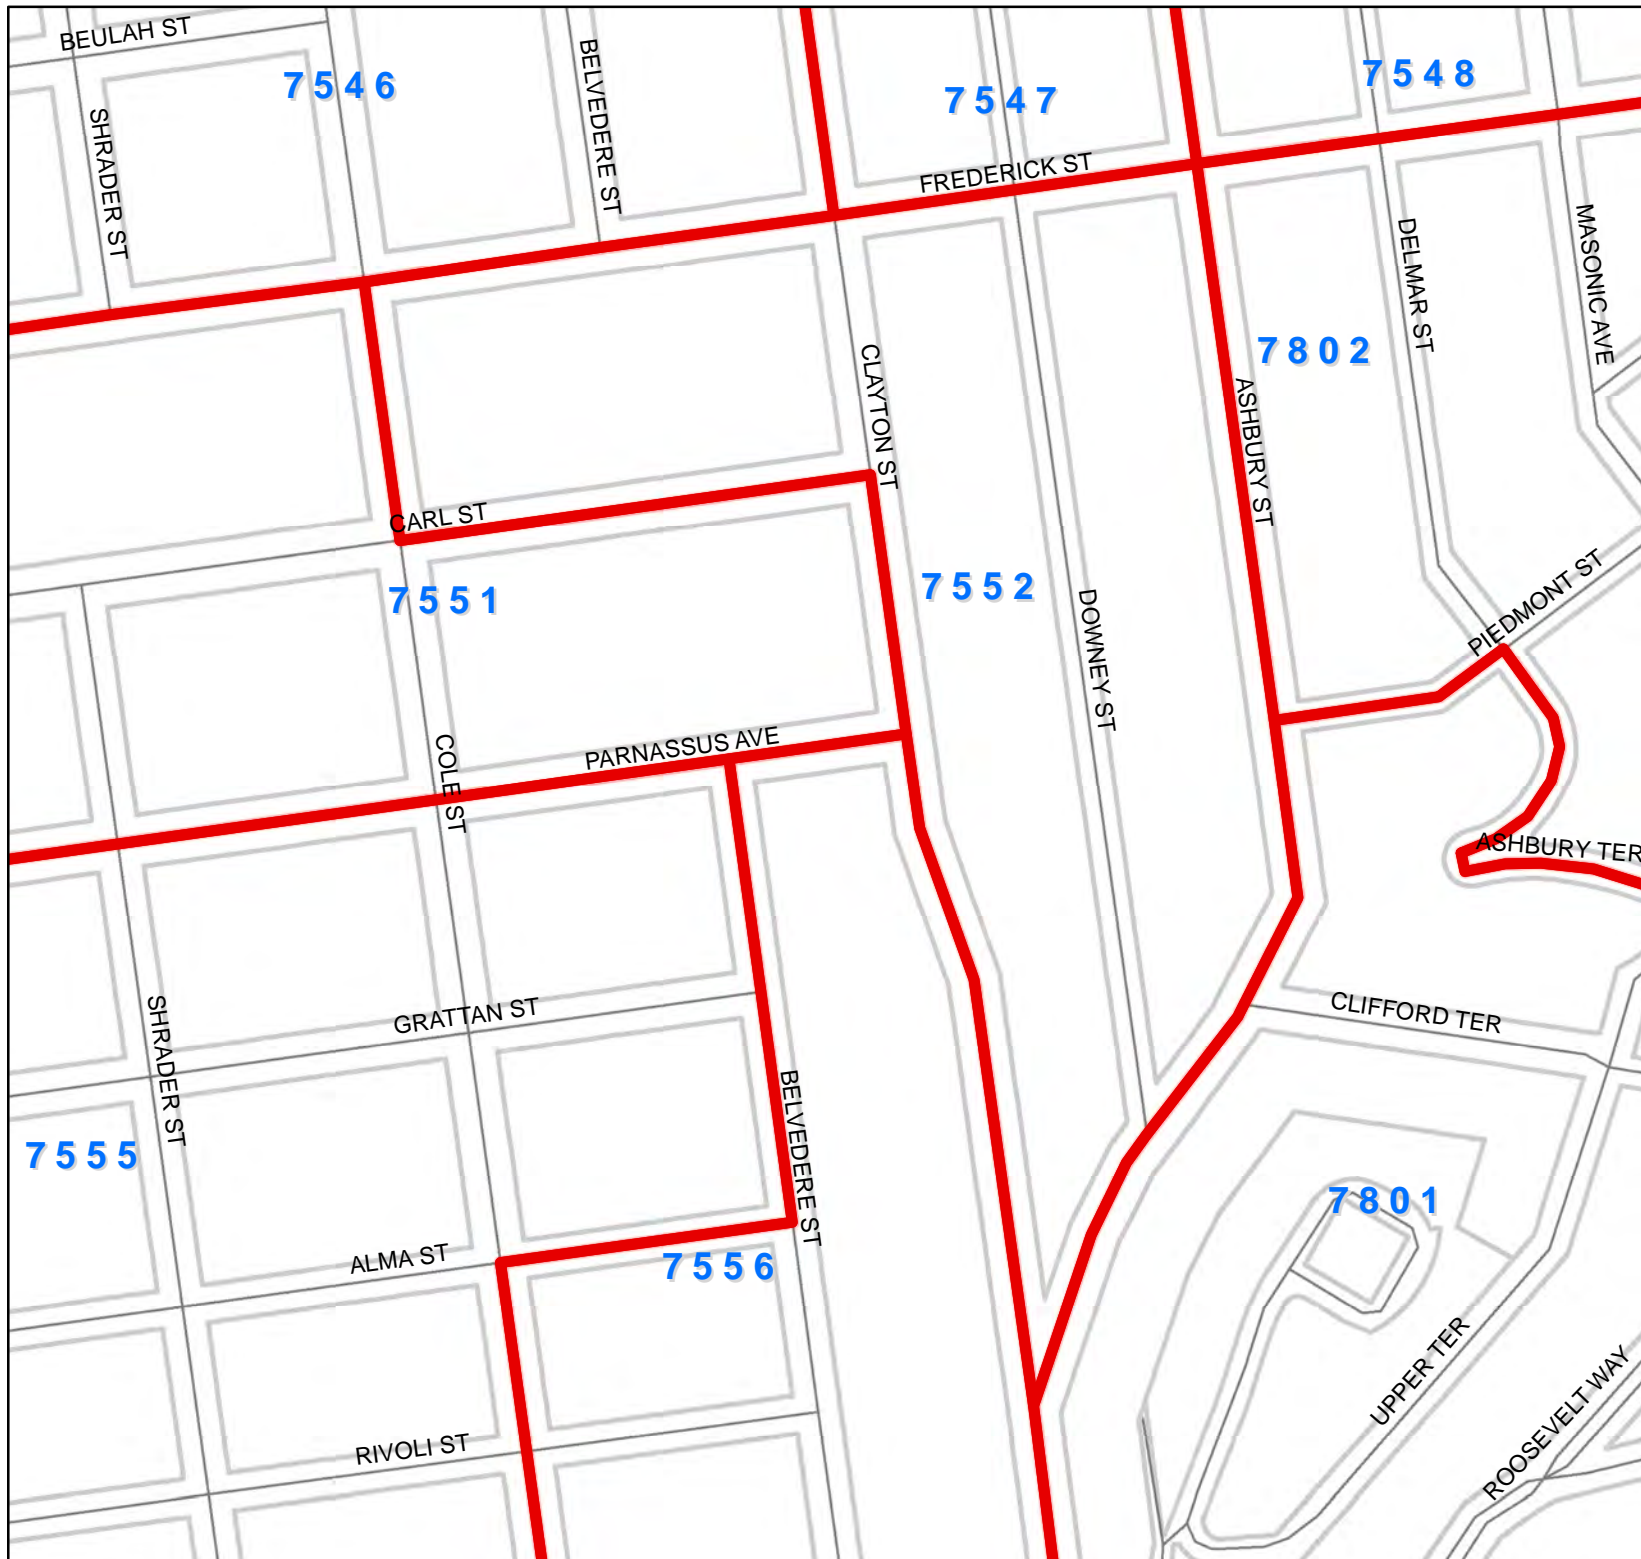 BEULAH ST
7546
BELVEDERE ST
7547
7548
SHRADER ST
FREDERICK ST
DELMAR ST
MASONIC AVE
CLAYTON ST
7802
ASHBURY ST
CARL ST
7551
7552
PIEDMONT ST
DOWNEY ST
COLE ST
PARNASSUS AVE
ASHBURY TER
SHRADER ST
GRATTAN ST
CLIFFORD TER
BELVEDERE ST
7555
7801
ALMA ST
7556
UPPER TER
ROOSEVELT WAY
RIVOLI ST